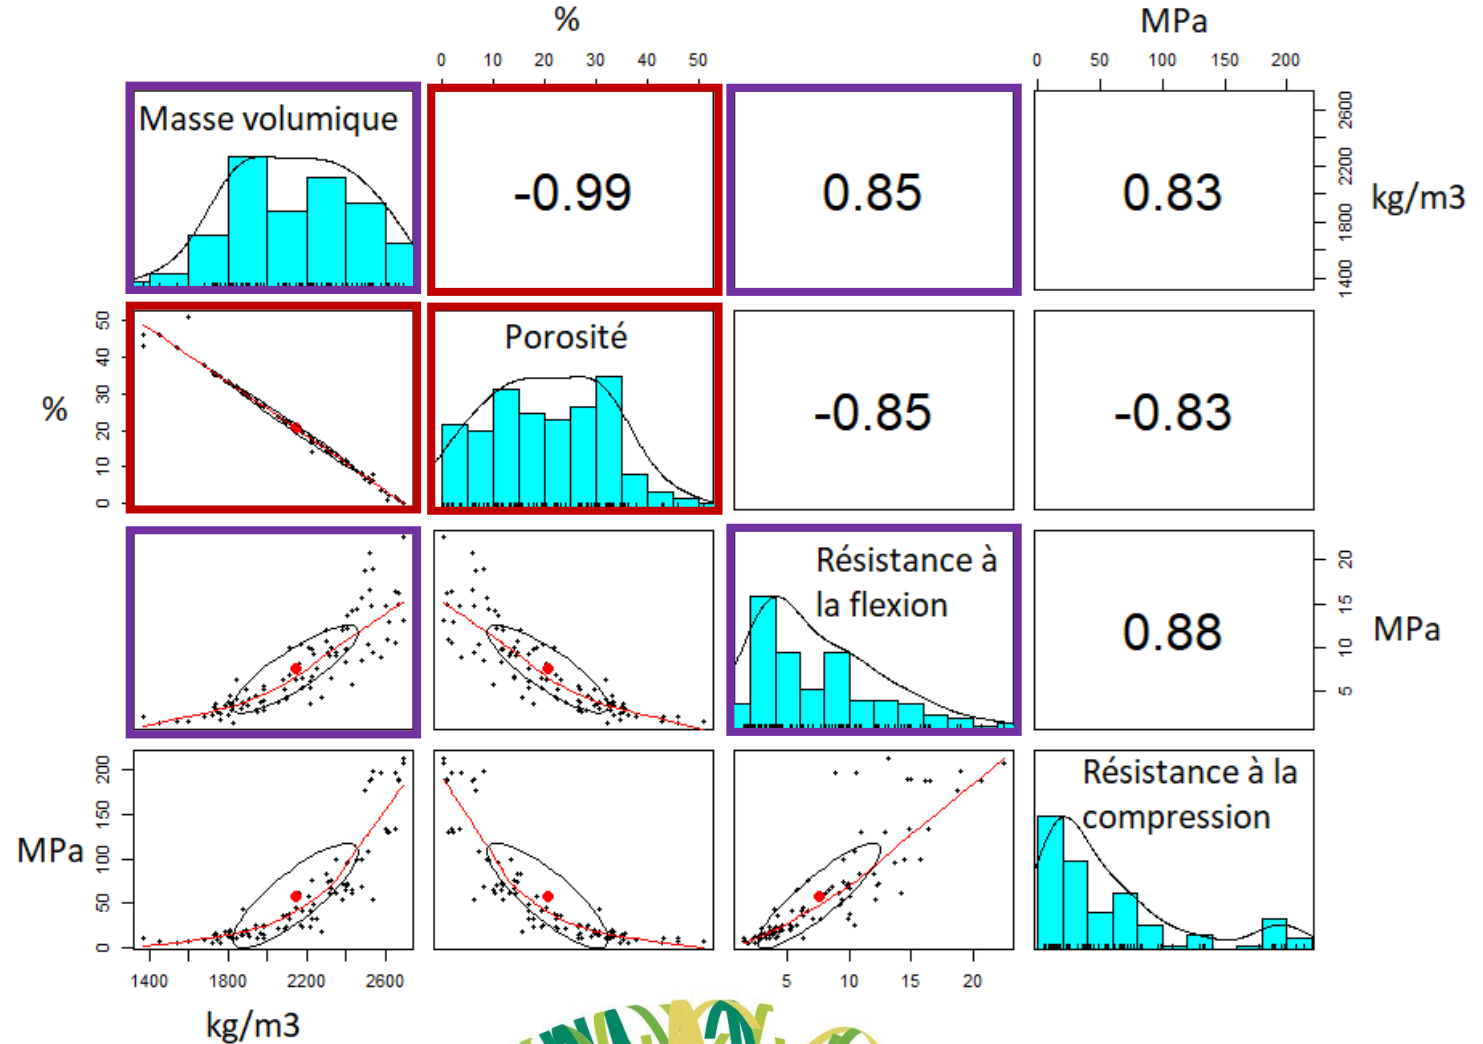 %
MPa
0 10 20 30 40 50
0 50 100 150 200
Masse volumique
-0.99
0.85
0.83
1400 1800 2200 2600
kg/m3
%
0 10 20 30 40 50
Porosité
-0.85
-0.83
Résistance à
la flexion
0.88
5 10 15 20
MPa
MPa
0 50 100 150 200
Résistance à la
compression
1400 1800 2200 2600
5 10 15 20
kg/m3